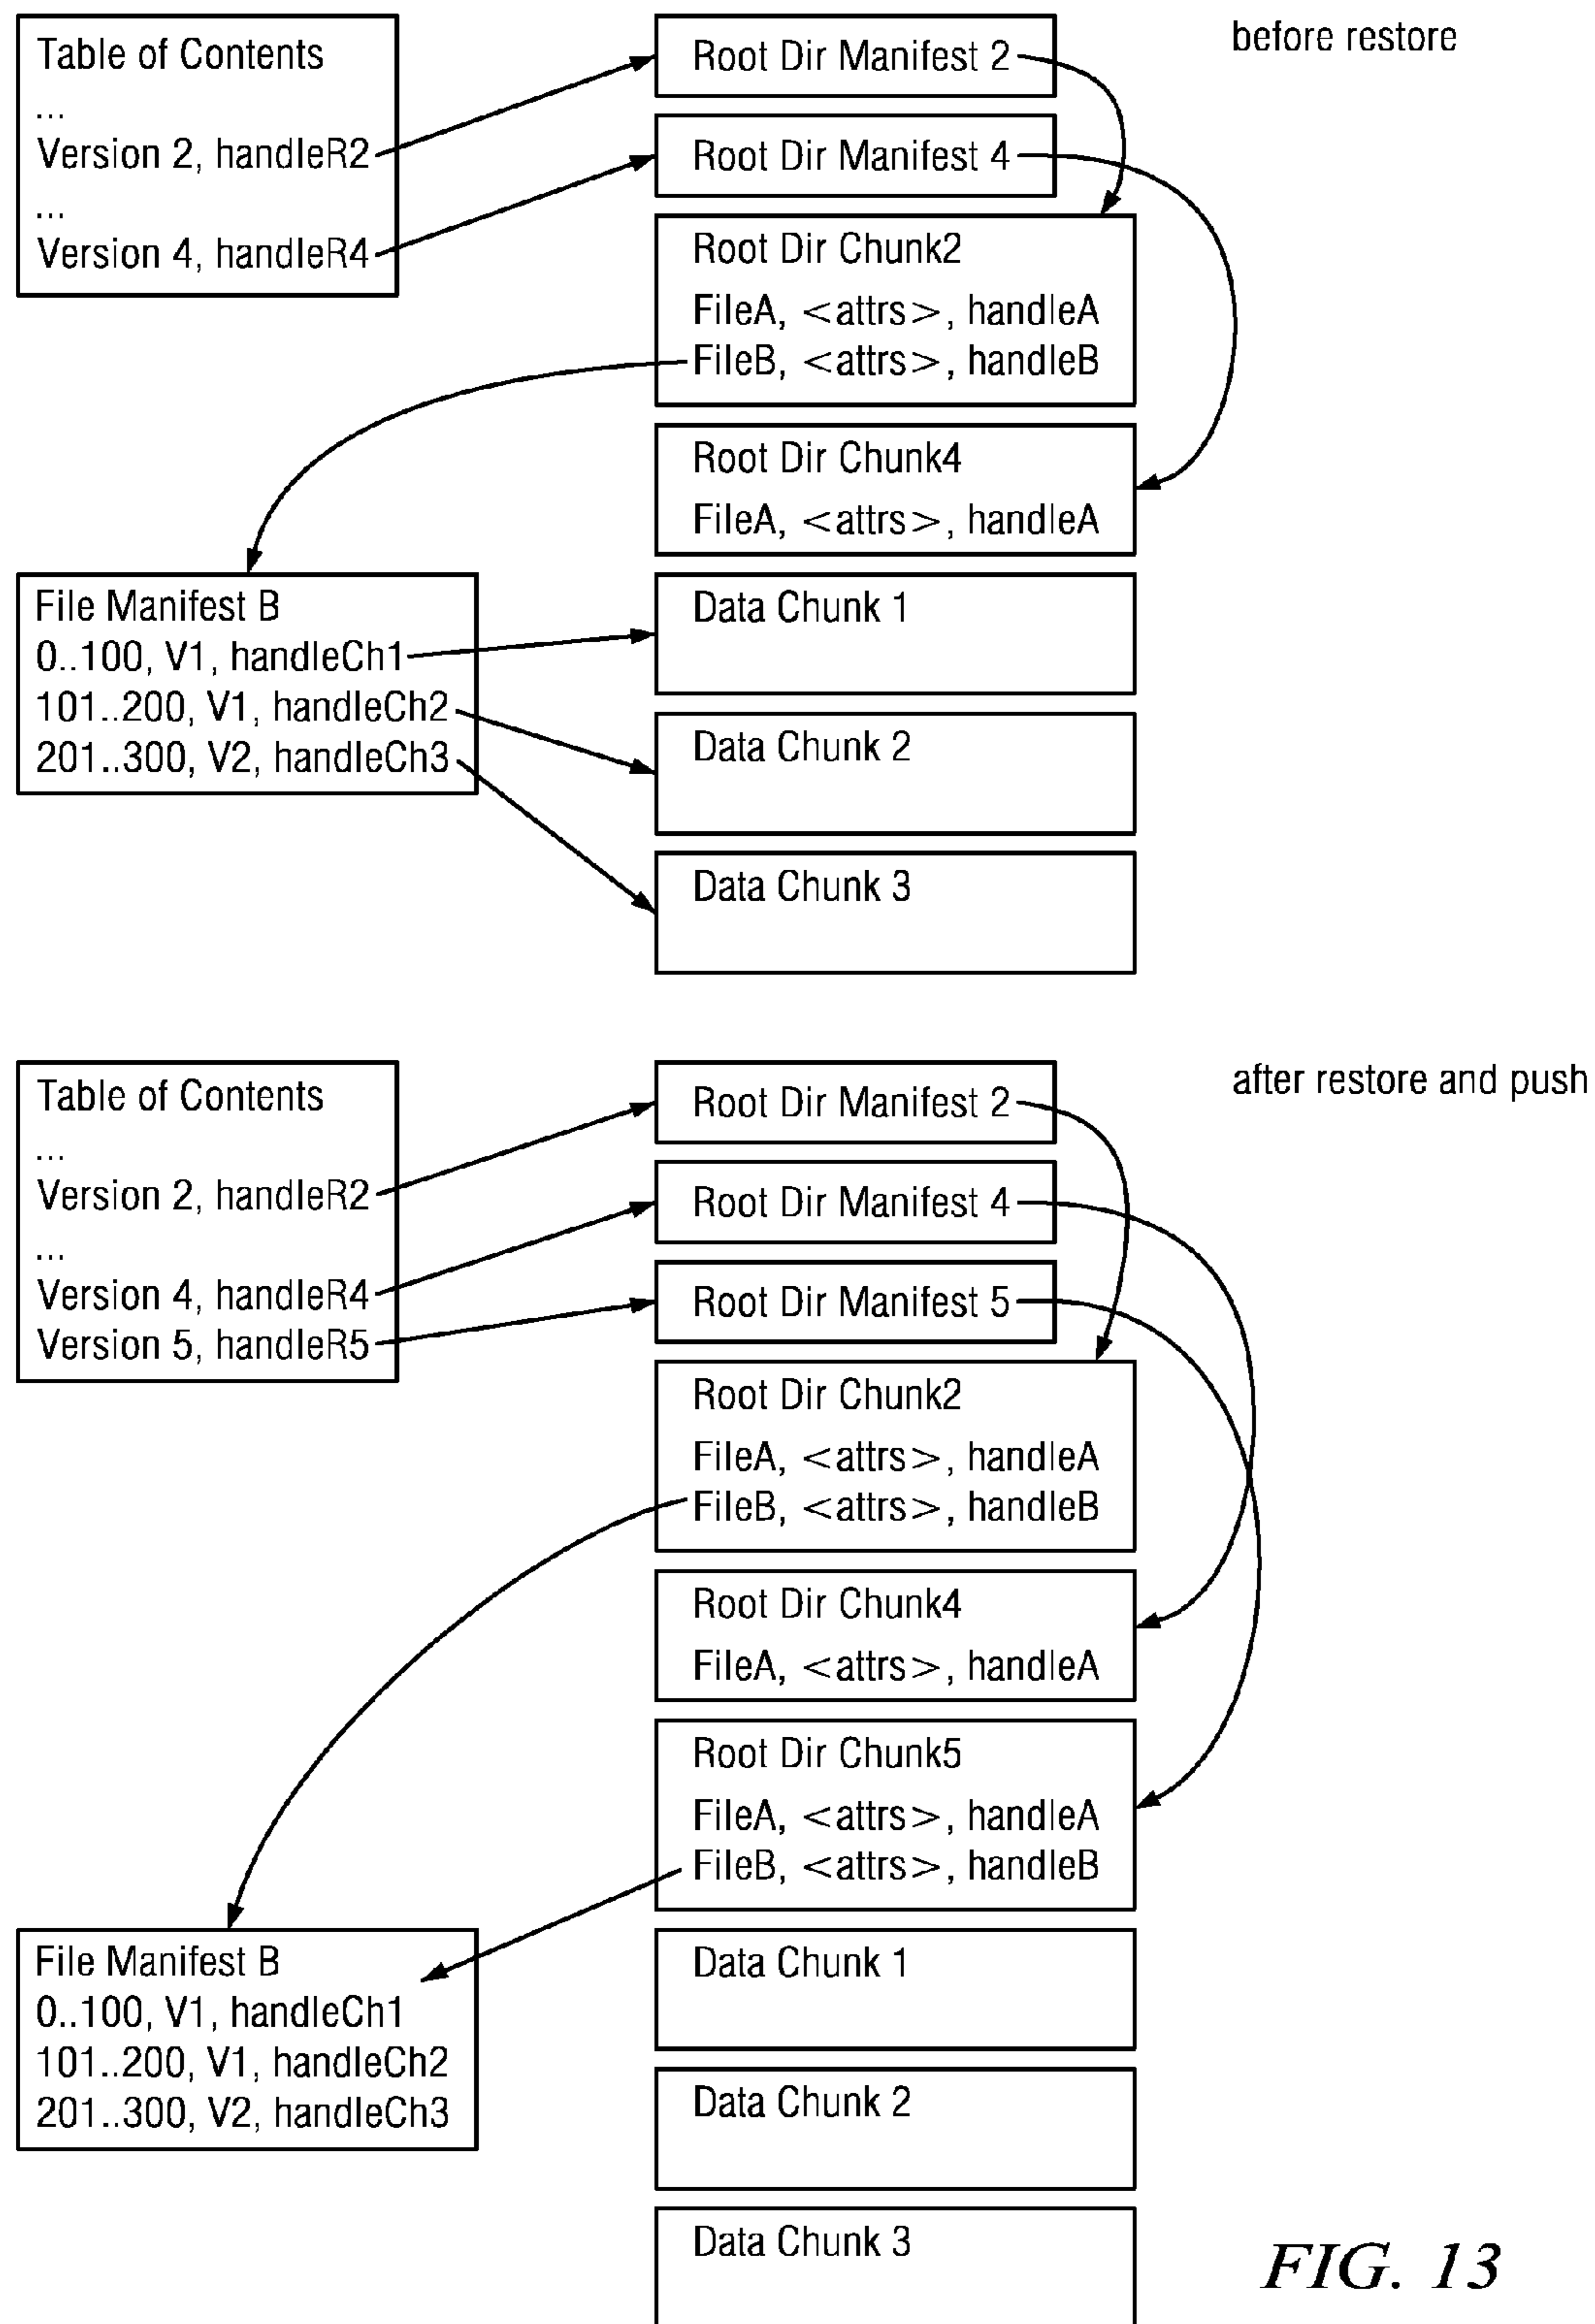 before restore
Table of Contents
...
Version 2, handleR2
...
Version 4, handleR4
Root Dir Manifest 2
Root Dir Manifest 4
Root Dir Chunk2
FileA, <attrs>, handleA
FileB, <attrs>, handleB
Root Dir Chunk4
FileA, <attrs>, handleA
File Manifest B
0..100, V1, handleCh1
101..200, V1, handleCh2
201..300, V2, handleCh3
Data Chunk 1
Data Chunk 2
Data Chunk 3
after restore and push
Table of Contents
...
Version 2, handleR2
...
Version 4, handleR4
Version 5, handleR5
Root Dir Manifest 2
Root Dir Manifest 4
Root Dir Manifest 5
Root Dir Chunk2
FileA, <attrs>, handleA
FileB, <attrs>, handleB
Root Dir Chunk4
FileA, <attrs>, handleA
Root Dir Chunk5
FileA, <attrs>, handleA
FileB, <attrs>, handleB
File Manifest B
0..100, V1, handleCh1
101..200, V1, handleCh2
201..300, V2, handleCh3
Data Chunk 1
Data Chunk 2
Data Chunk 3
FIG. 13